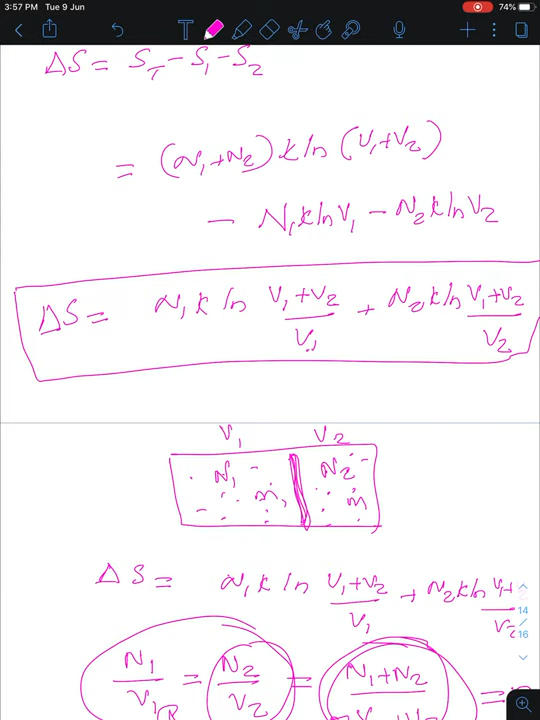 3:57 PM Tue 9 Jun 74%
ΔS = S_T − S_1 − S_2
= (N_1+N_2) k ln (V_1+V_2)
− N_1 k ln V_1 − N_2 k ln V_2
ΔS = N_1 k ln (V_1+V_2)/V_1 + N_2 k ln (V_1+V_2)/V_2
V_1 V_2
N_1 N_2
m, m
ΔS = N_1 k ln (V_1+V_2)/V_1 + N_2 k ln
14
/
16
N_1/V_1 = N_2/V_2 = N_1+N_2 =